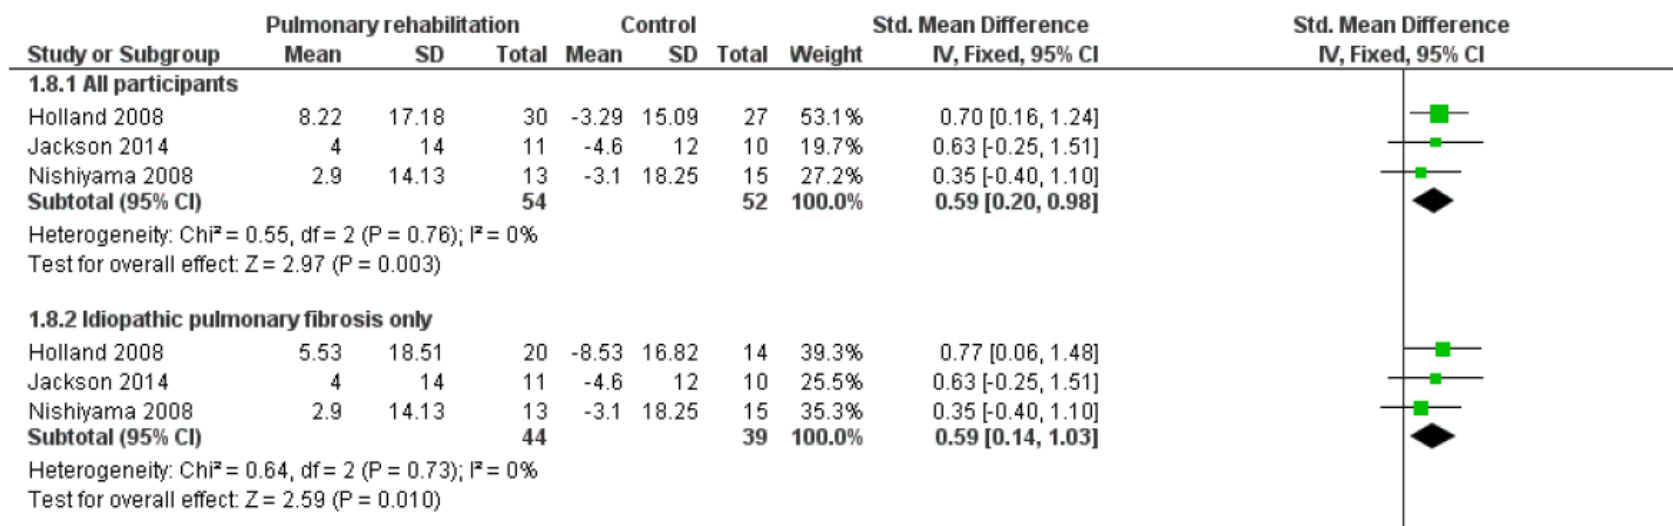 Pulmonary rehabilitation Control Std. Mean Difference Std. Mean Difference
Study or Subgroup Mean SD Total Mean SD Total Weight IV, Fixed, 95% CI IV, Fixed, 95% CI
1.8.1 All participants
Holland 2008 8.22 17.18 30 -3.29 15.09 27 53.1% 0.70 [0.16, 1.24]
Jackson 2014 4 14 11 -4.6 12 10 19.7% 0.63 [-0.25, 1.51]
Nishiyama 2008 2.9 14.13 13 -3.1 18.25 15 27.2% 0.35 [-0.40, 1.10]
Subtotal (95% CI) 54 52 100.0% 0.59 [0.20, 0.98]
Heterogeneity: Chi² = 0.55, df = 2 (P = 0.76); I² = 0%
Test for overall effect: Z = 2.97 (P = 0.003)
1.8.2 Idiopathic pulmonary fibrosis only
Holland 2008 5.53 18.51 20 -8.53 16.82 14 39.3% 0.77 [0.06, 1.48]
Jackson 2014 4 14 11 -4.6 12 10 25.5% 0.63 [-0.25, 1.51]
Nishiyama 2008 2.9 14.13 13 -3.1 18.25 15 35.3% 0.35 [-0.40, 1.10]
Subtotal (95% CI) 44 39 100.0% 0.59 [0.14, 1.03]
Heterogeneity: Chi² = 0.64, df = 2 (P = 0.73); I² = 0%
Test for overall effect: Z = 2.59 (P = 0.010)